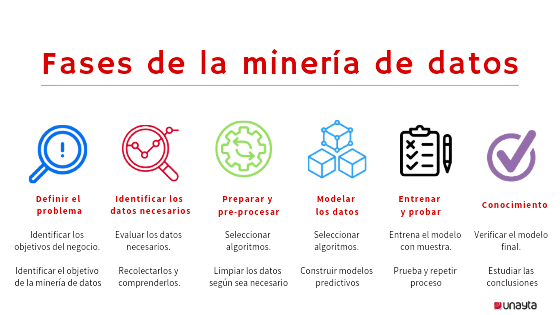 Fases de la minería de datos
Definir el
problema
Identificar los
objetivos del negocio.
Identificar el objetivo
de la minería de datos
Identificar los
datos necesarios
Evaluar los datos
necesarios.
Recolectarlos y
comprenderlos.
Preparar y
pre-procesar
Seleccionar
algoritmos.
Limpiar los datos
según sea necesario
Modelar
los datos
Seleccionar
algoritmos.
Construir modelos
predictivos
Entrenar
y probar
Entrena el modelo
con muestra.
Prueba y repetir
proceso
Conocimiento
Verificar el modelo
final.
Estudiar las
conclusiones
unayta